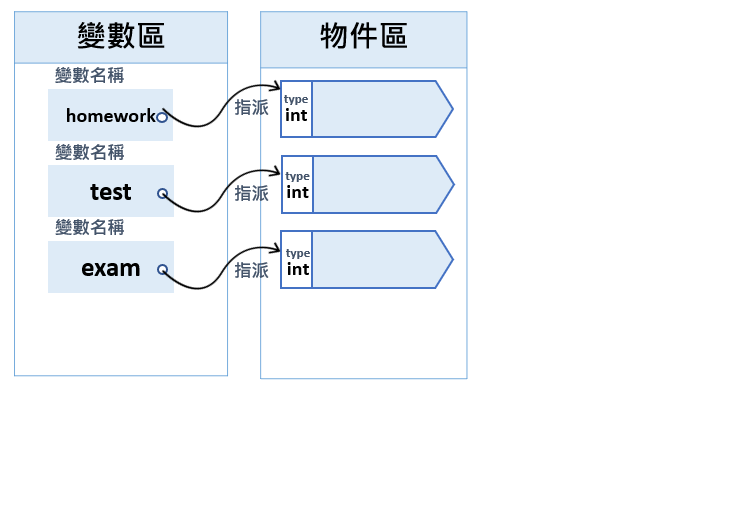 變數區
物件區
變數名稱
homework
指派
type
int
變數名稱
test
指派
type
int
變數名稱
exam
指派
type
int